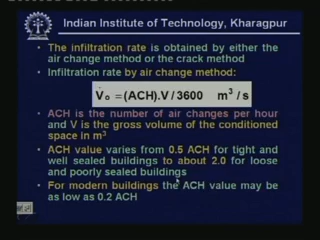 Indian Institute of Technology, Kharagpur
• The infiltration rate is obtained by either the
air change method or the crack method
• Infiltration rate by air change method:
V̇o = (ACH).V / 3600 m³ / s
• ACH is the number of air changes per hour
and V is the gross volume of the conditioned
space in m³
• ACH value varies from 0.5 ACH for tight and
well sealed buildings to about 2.0 for loose
and poorly sealed buildings
• For modern buildings the ACH value may be
as low as 0.2 ACH